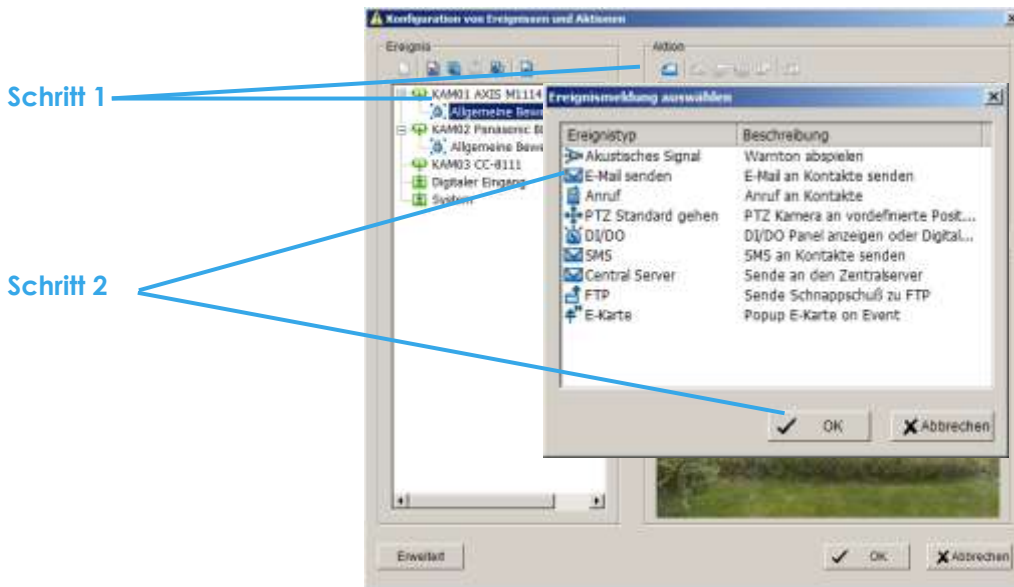 Konfiguration von Ereignissen und Aktionen
Ereignis
Aktion
Schritt 1
KAM01 AXIS M1114
Allgemeine Bewe
KAM02 Panasonic
Allgemeine Bewe
KAM03 CC-8111
Digitaler Eingang
System
Ereignismeldung auswählen
Ereignistyp Beschreibung
Akustisches Signal Warnton abspielen
E-Mail senden E-Mail an Kontakte senden
Anruf Anruf an Kontakte
PTZ Standard gehen PTZ Kamera an vordefinierte Posit...
DI/DO DI/DO Panel anzeigen oder Digital...
SMS SMS an Kontakte senden
Central Server Sende an den Zentralserver
FTP Sende Schnappschuß zu FTP
E-Karte Popup E-Karte on Event
Schritt 2
OK Abbrechen
Erweitert
OK Abbrechen